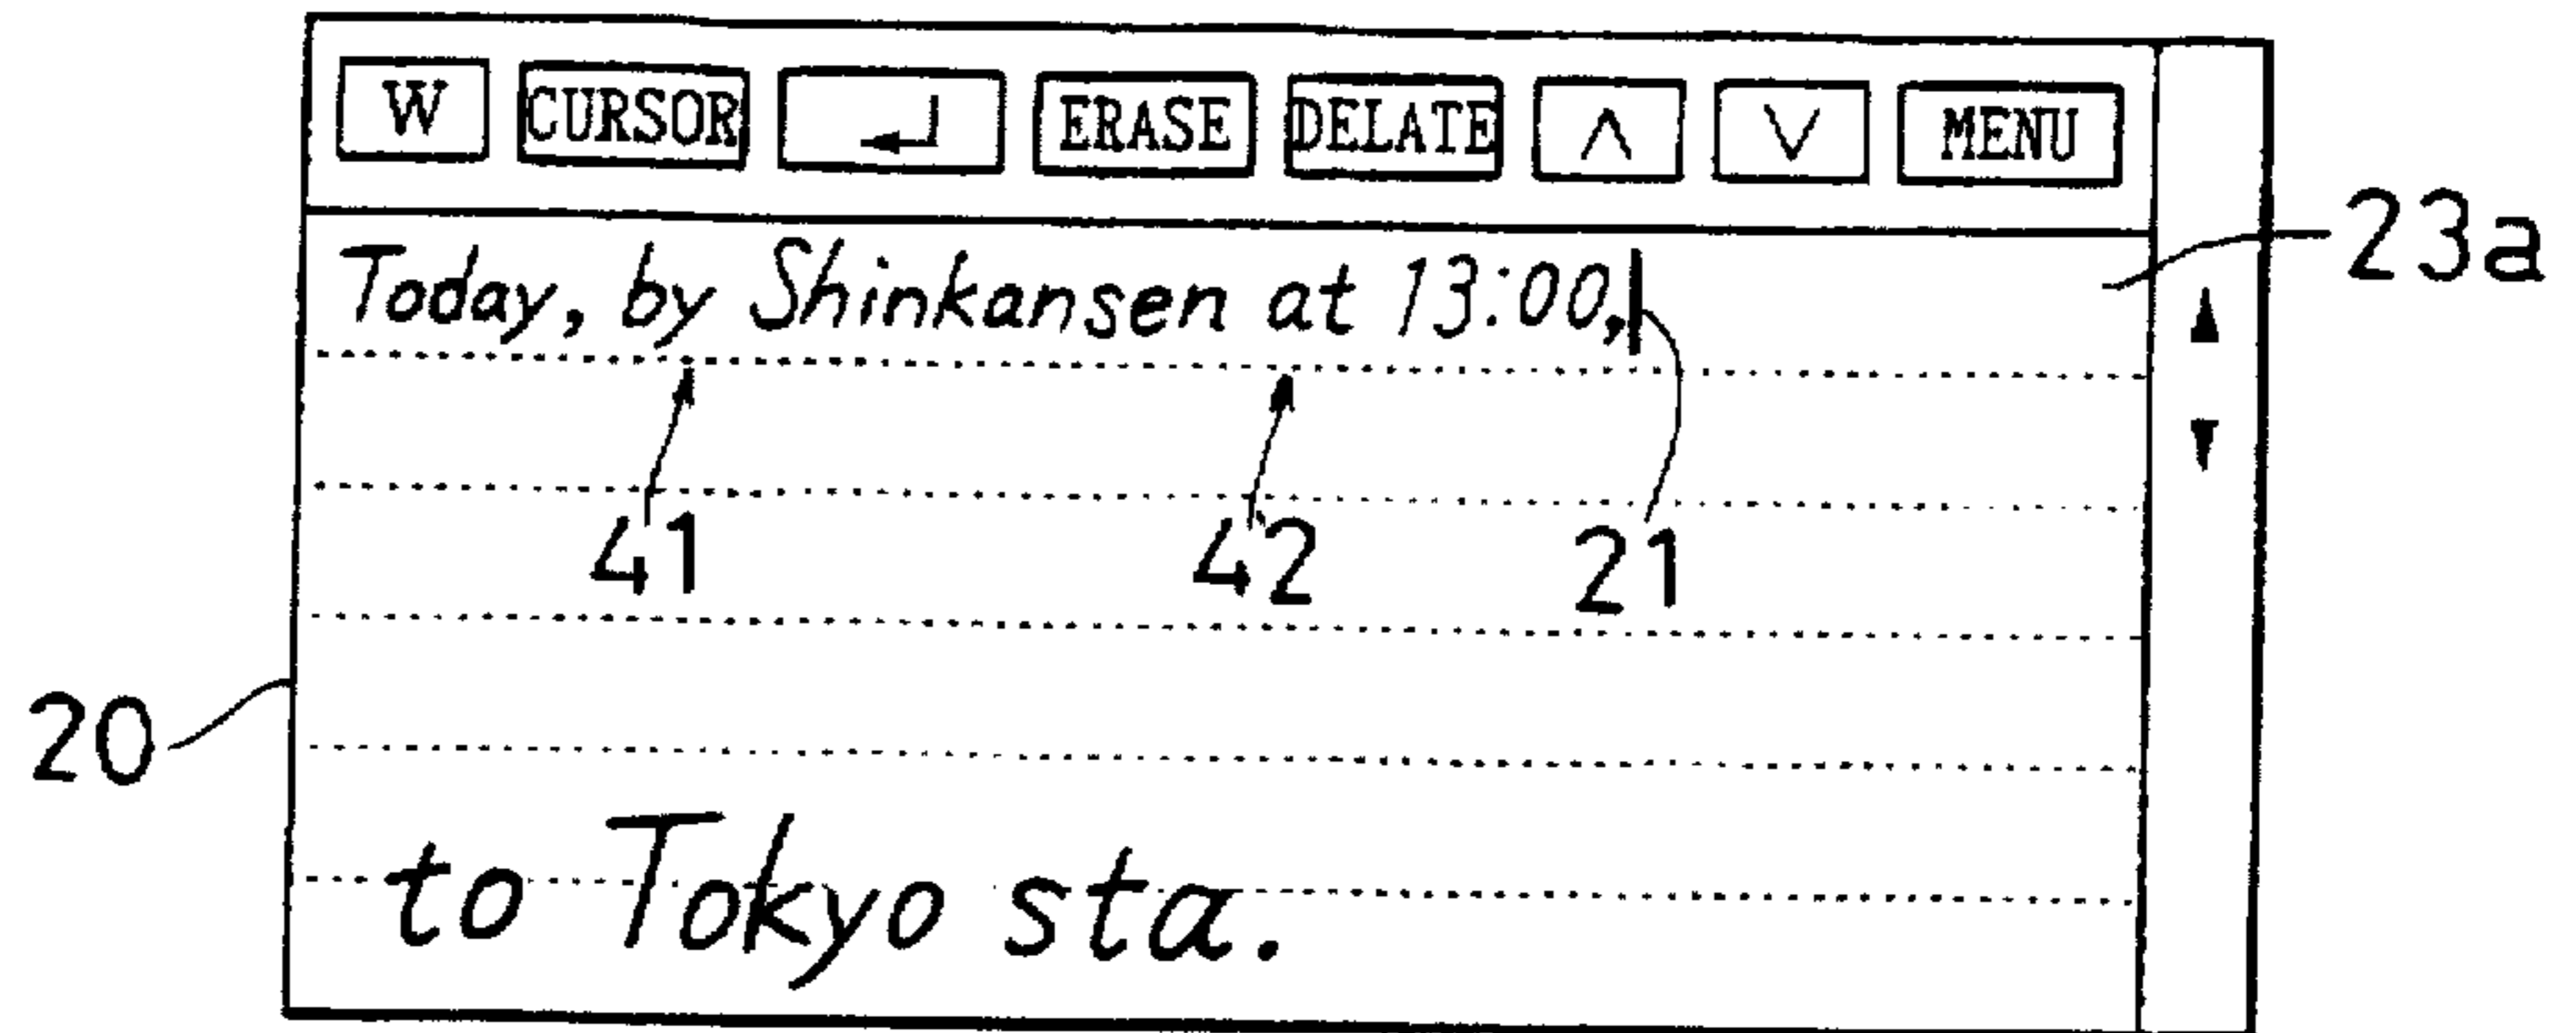 W CURSOR ERASE DELATE MENU
23a
Today, by Shinkansen at 13:00,
41 42 21
20
to Tokyo sta.